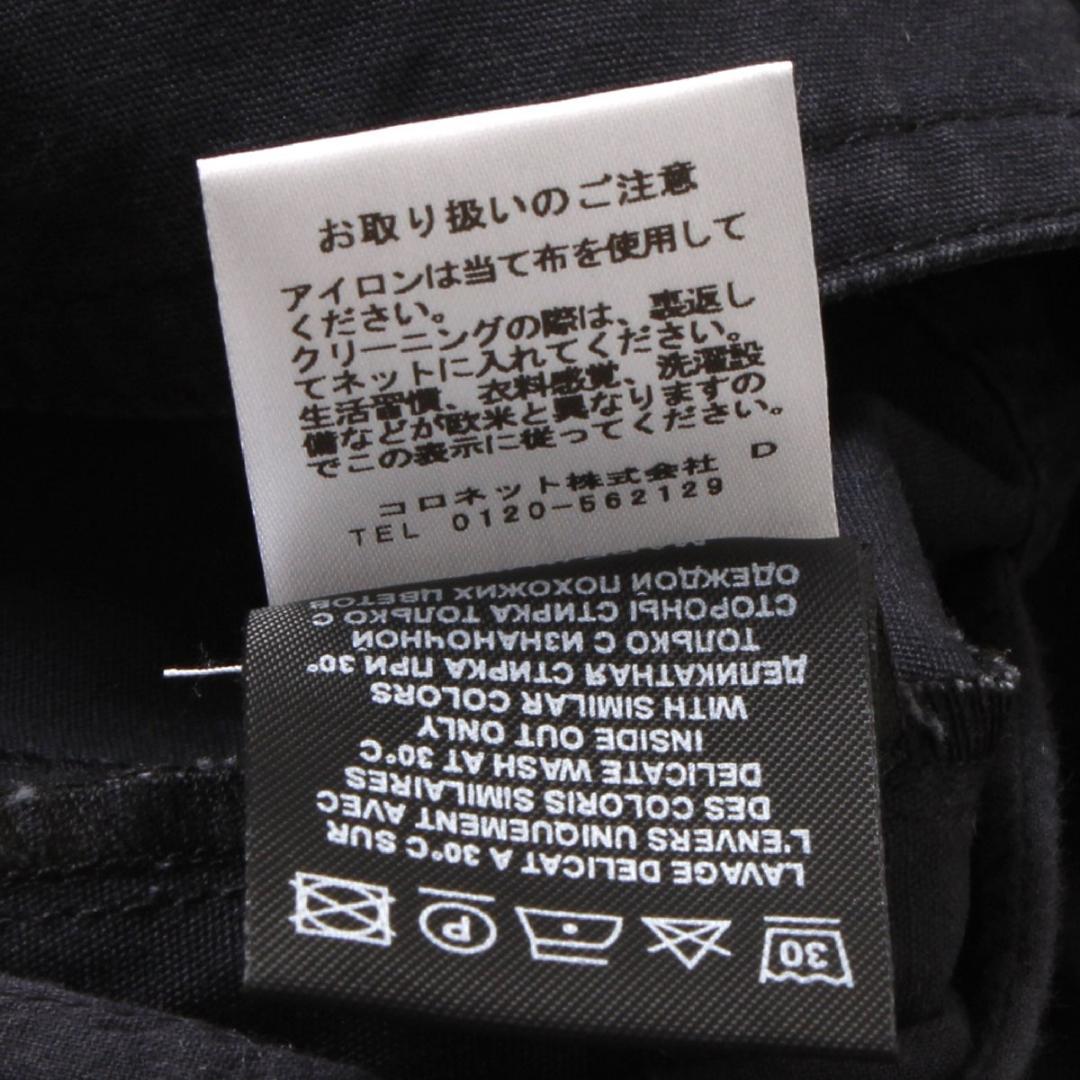 お取り扱いのご注意
アイロンは当て布を使用して
ください。
クリーニングの際は、裏返し
てネットに入れてください。
生活習慣、衣料感覚、洗濯設
備などが欧米と異なりますの
でこの表示に従ってください。
コロネット株式会社 D
TEL 0120-562129
30 P
LAVAGE DELICAT A 30°C SUR
L'ENVERS UNIQUEMENT AVEC
DES COLORIS SIMILAIRES
DELICATE WASH AT 30°C
INSIDE OUT ONLY
WITH SIMILAR COLORS
ДЕЛИКАТНАЯ СТИРКА ПРИ 30°
ТОЛЬКО С ИЗНАНОЧНОЙ
СТОРОНЫ СТИРКА ТОЛЬКО С
ОДЕЖДОЙ ПОХОЖИХ ЦВЕТОВ